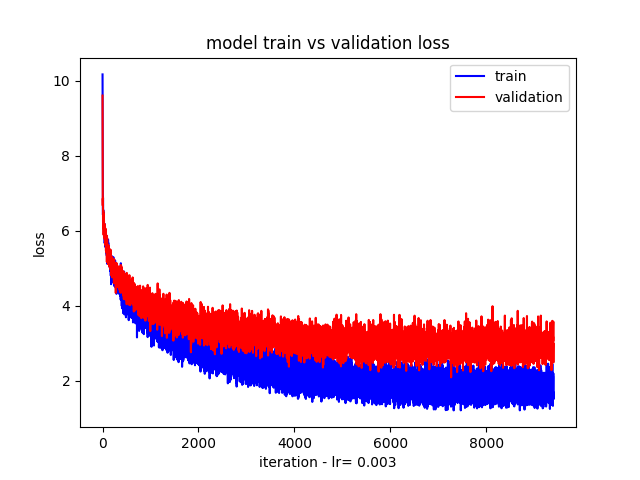 model train vs validation loss
train
validation
10
8
6
4
2
loss
0 2000 4000 6000 8000
iteration - lr= 0.003